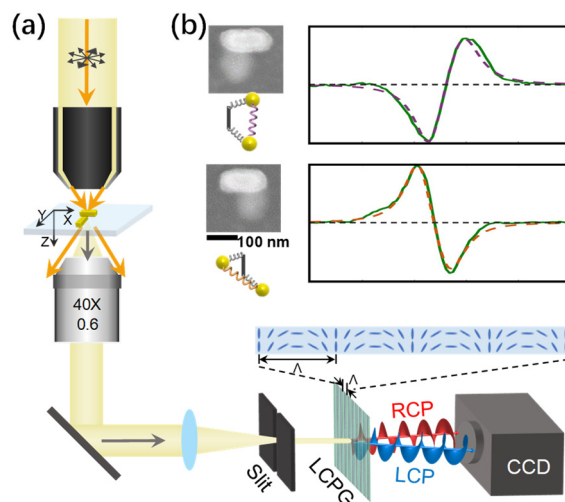 (a)
(b)
Y
X
Z
100 nm
40X
0.6
Λ
Λ
RCP
LCP
Slit
LCPG
CCD